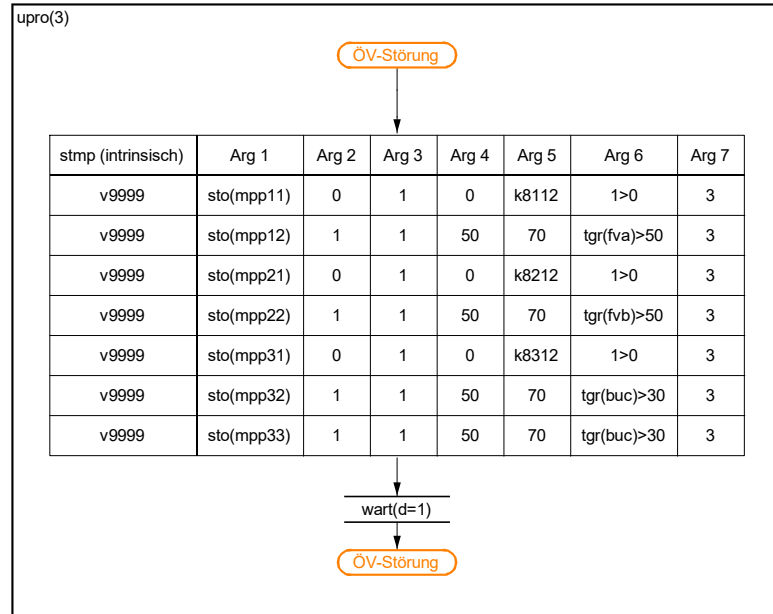 upro(3)
ÖV-Störung
stmp (intrinsisch) Arg 1 Arg 2 Arg 3 Arg 4 Arg 5 Arg 6 Arg 7
v9999 sto(mpp11) 0 1 0 k8112 1>0 3
v9999 sto(mpp12) 1 1 50 70 tgr(fva)>50 3
v9999 sto(mpp21) 0 1 0 k8212 1>0 3
v9999 sto(mpp22) 1 1 50 70 tgr(fvb)>50 3
v9999 sto(mpp31) 0 1 0 k8312 1>0 3
v9999 sto(mpp32) 1 1 50 70 tgr(buc)>30 3
v9999 sto(mpp33) 1 1 50 70 tgr(buc)>30 3
wart(d=1)
ÖV-Störung